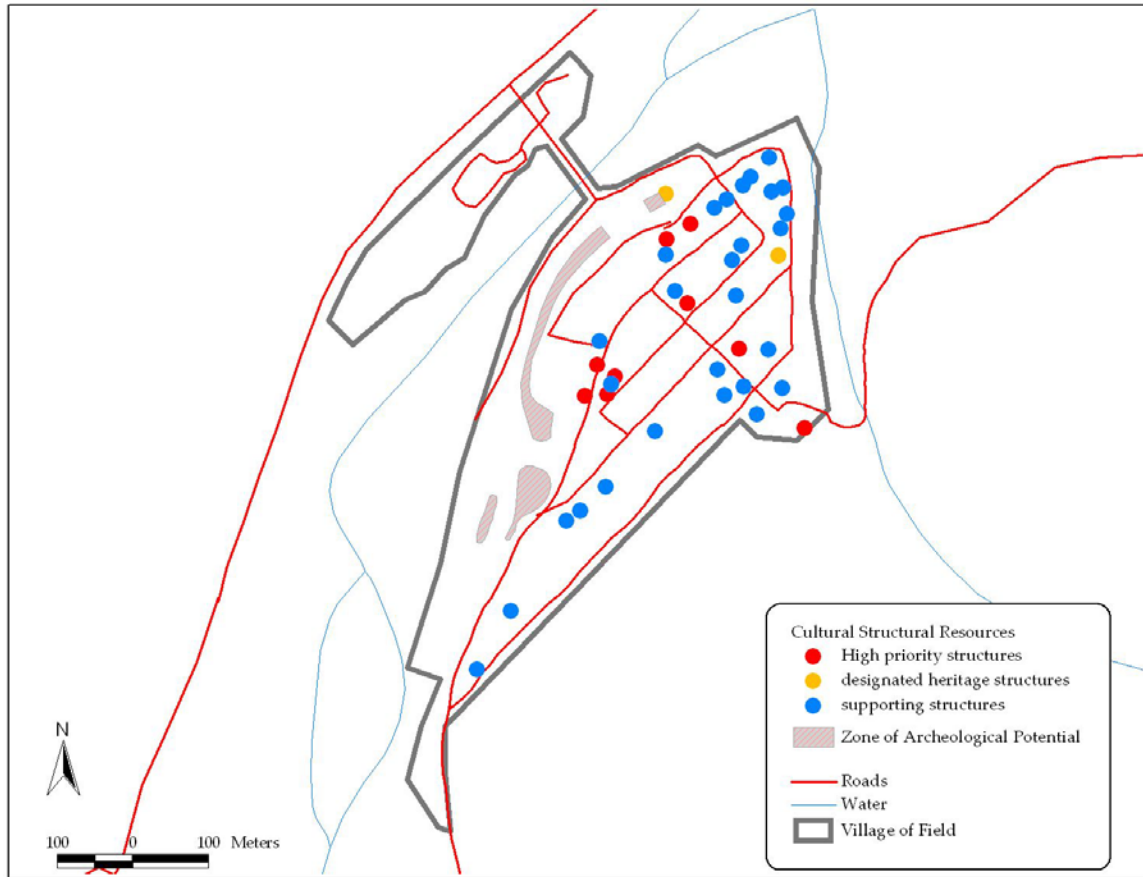 Cultural Structural Resources
High priority structures
designated heritage structures
supporting structures
Zone of Archeological Potential
Roads
Water
Village of Field
N
100 0 100 Meters